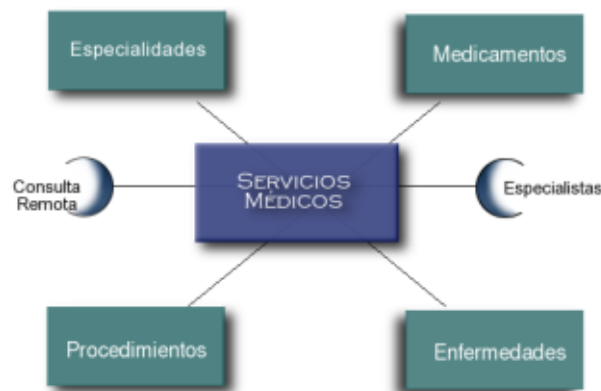 Especialidades
Medicamentos
Consulta
Remota
SERVICIOS
MÉDICOS
Especialistas
Procedimientos
Enfermedades